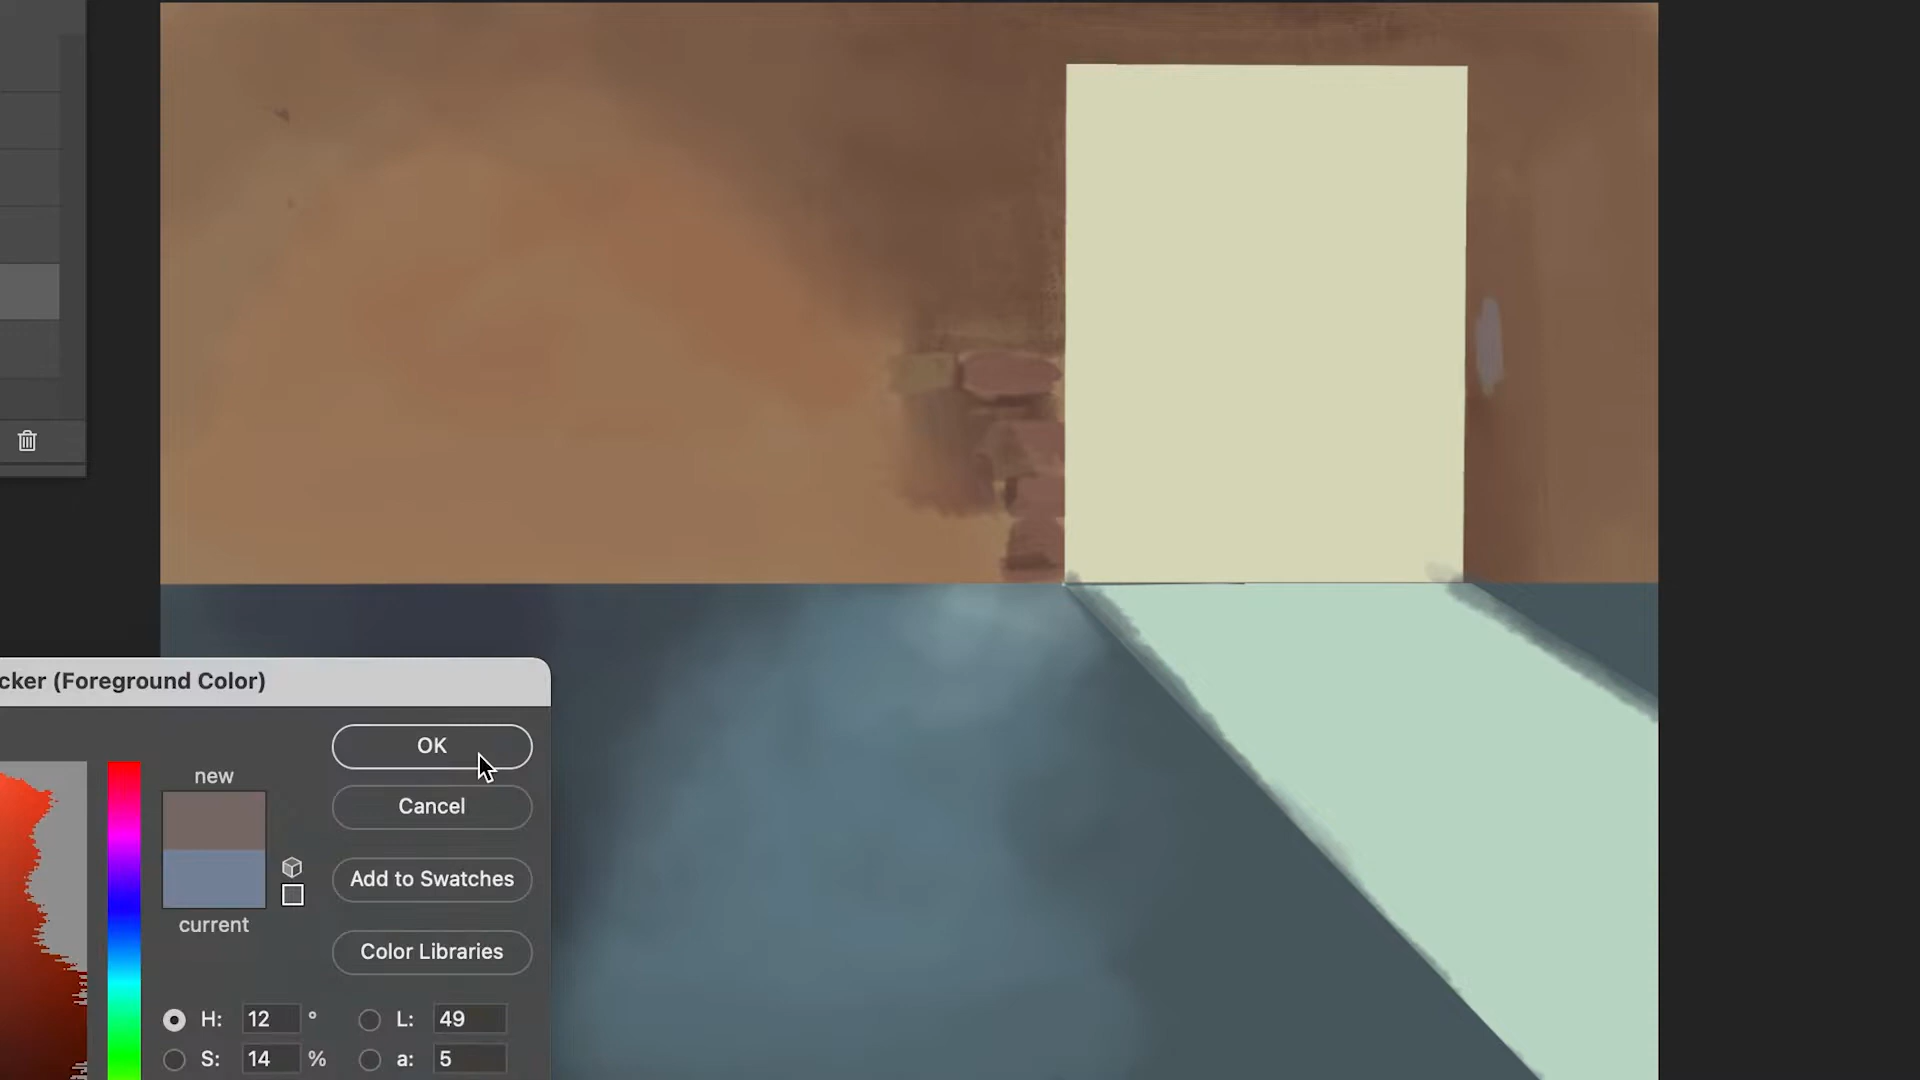 cker (Foreground Color)
OK
new
Cancel
Add to Swatches
current
Color Libraries
H: 12 ° L: 49
S: 14 % a: 5